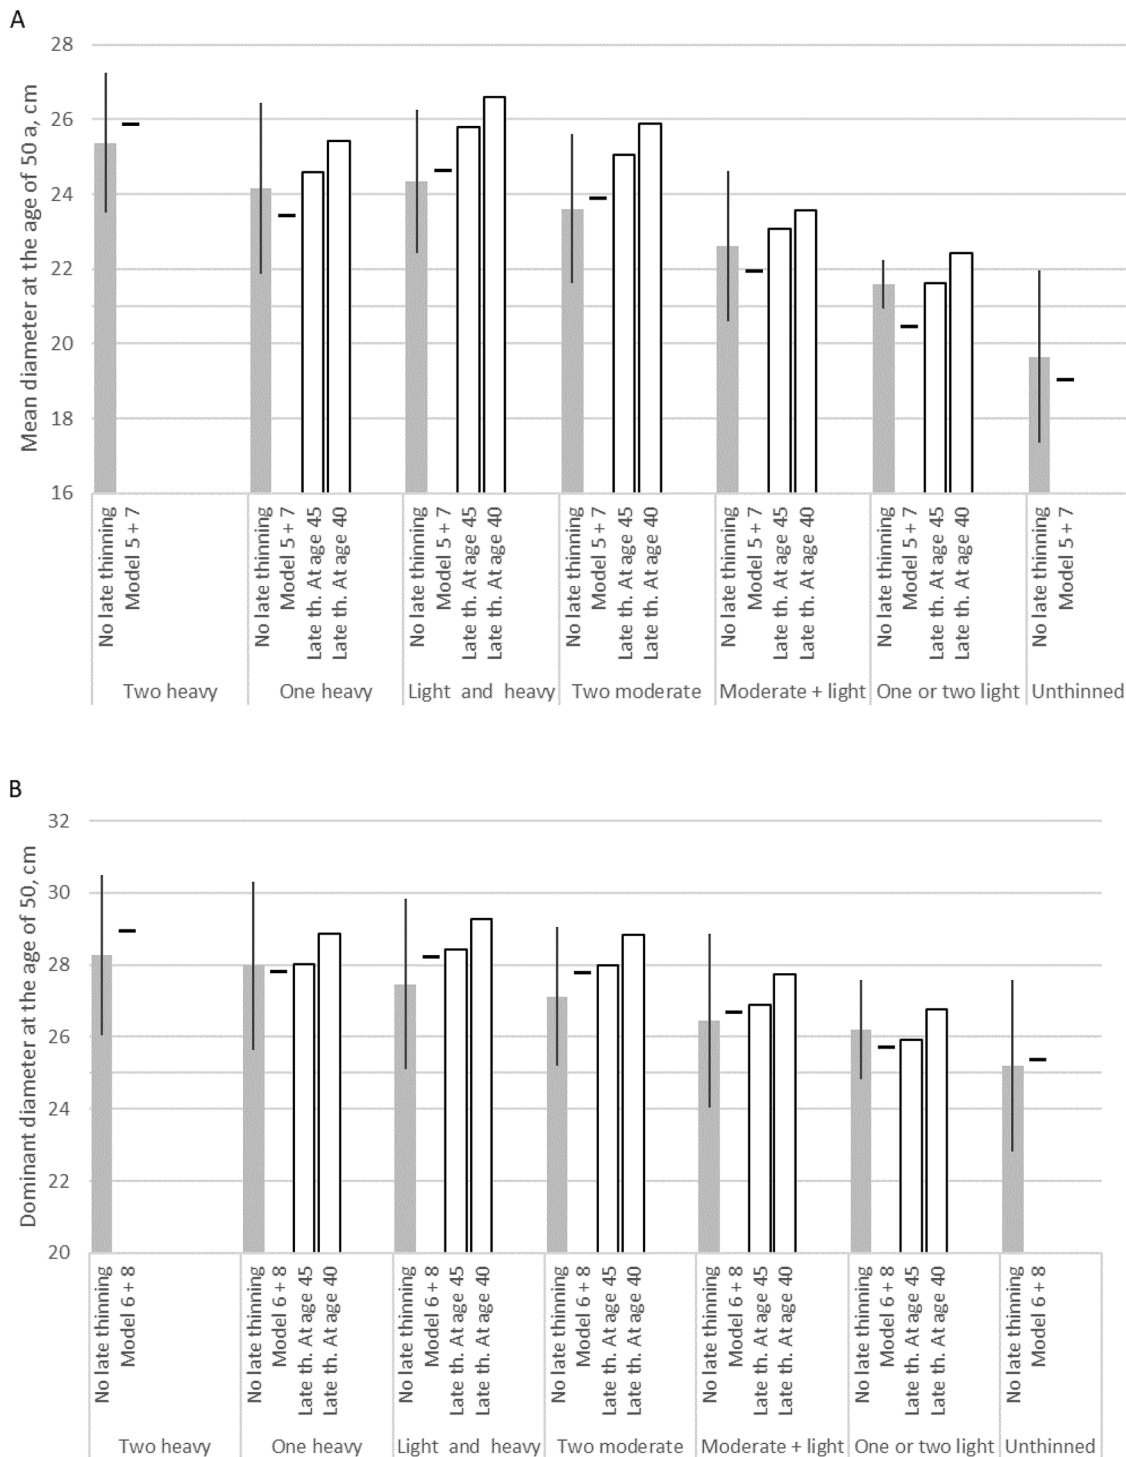 A
Mean diameter at the age of 50 a, cm
28
26
24
22
20
18
16
No late thinning
Model 5 + 7
No late thinning
Model 5 + 7
Late th. At age 45
Late th. At age 40
No late thinning
Model 5 + 7
Late th. At age 45
Late th. At age 40
No late thinning
Model 5 + 7
Late th. At age 45
Late th. At age 40
No late thinning
Model 5 + 7
Late th. At age 45
Late th. At age 40
No late thinning
Model 5 + 7
Late th. At age 45
Late th. At age 40
No late thinning
Model 5 + 7
Two heavy One heavy Light and heavy Two moderate Moderate + light One or two light Unthinned
B
Dominant diameter at the age of 50, cm
32
30
28
26
24
22
20
No late thinning
Model 6 + 8
No late thinning
Model 6 + 8
Late th. At age 45
Late th. At age 40
No late thinning
Model 6 + 8
Late th. At age 45
Late th. At age 40
No late thinning
Model 6 + 8
Late th. At age 45
Late th. At age 40
No late thinning
Model 6 + 8
Late th. At age 45
Late th. At age 40
No late thinning
Model 6 + 8
Late th. At age 45
Late th. At age 40
No late thinning
Model 6 + 8
Two heavy One heavy Light and heavy Two moderate Moderate + light One or two light Unthinned